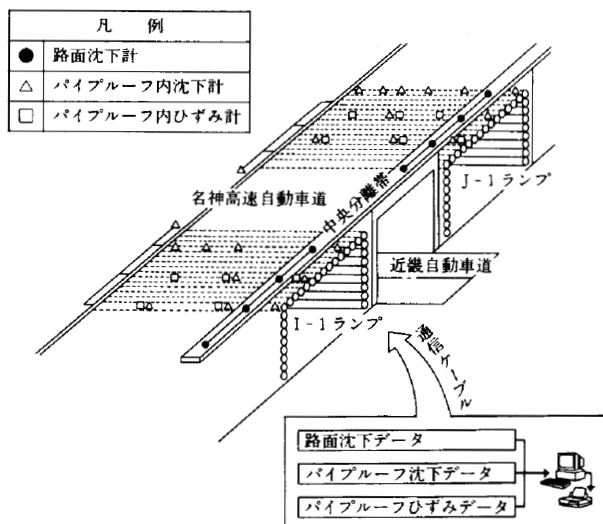 凡例
路面沈下計
パイプルーフ内沈下計
パイプルーフ内ひずみ計
J-1ランプ
名神高速自動車道
中央分離帯
近畿自動車道
I-1ランプ
通信ケーブル
路面沈下データ
パイプルーフ沈下データ
パイプルーフひずみデータ